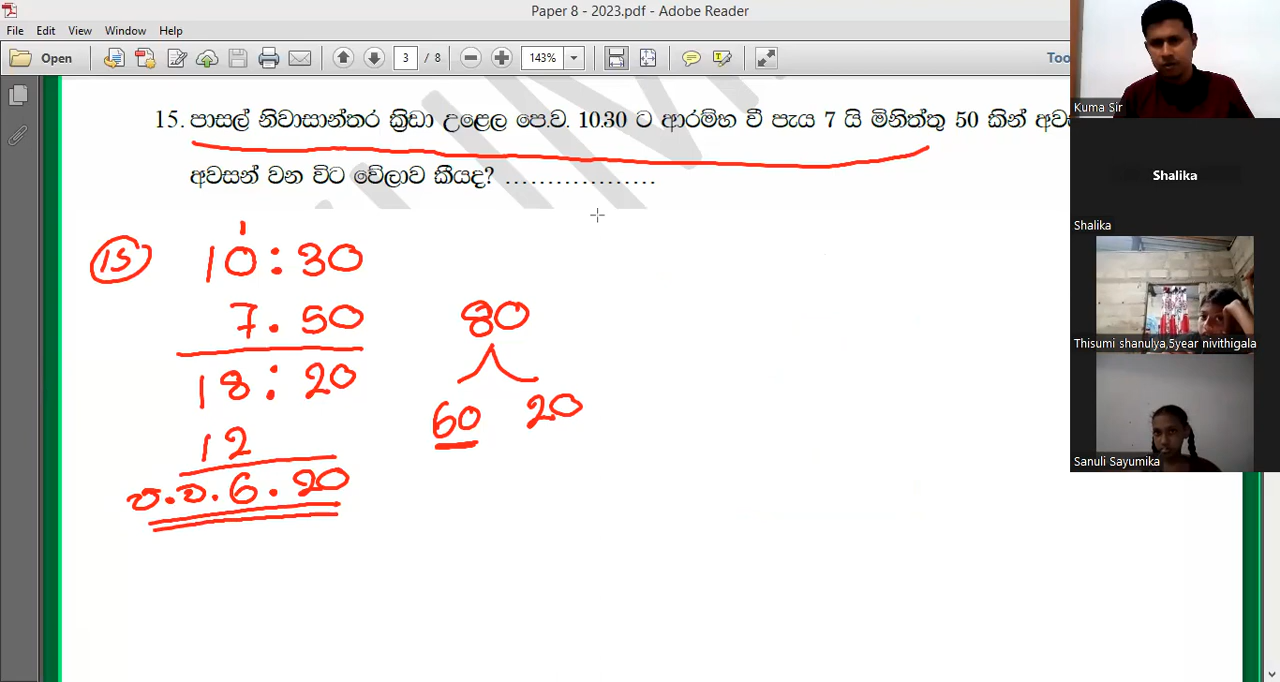 Paper 8 - 2023.pdf - Adobe Reader
File Edit View Window Help
Open 3 / 8 143%
Kuma Sir
15. පාසල් නිවාසාන්තර ක්‍රීඩා උළෙල පෙ.ව. 10.30 ට ආරම්භ වී පැය 7 යි මිනිත්තු 50 කින්
අවසන් වන විට වේලාව කීයද? ..................
Shalika
Shalika
15
1
10:30
7.50
80
18:20
60 20
12
ප.ව.6.20
Thisumi shanulya,5year nivithigala
Sanuli Sayumika